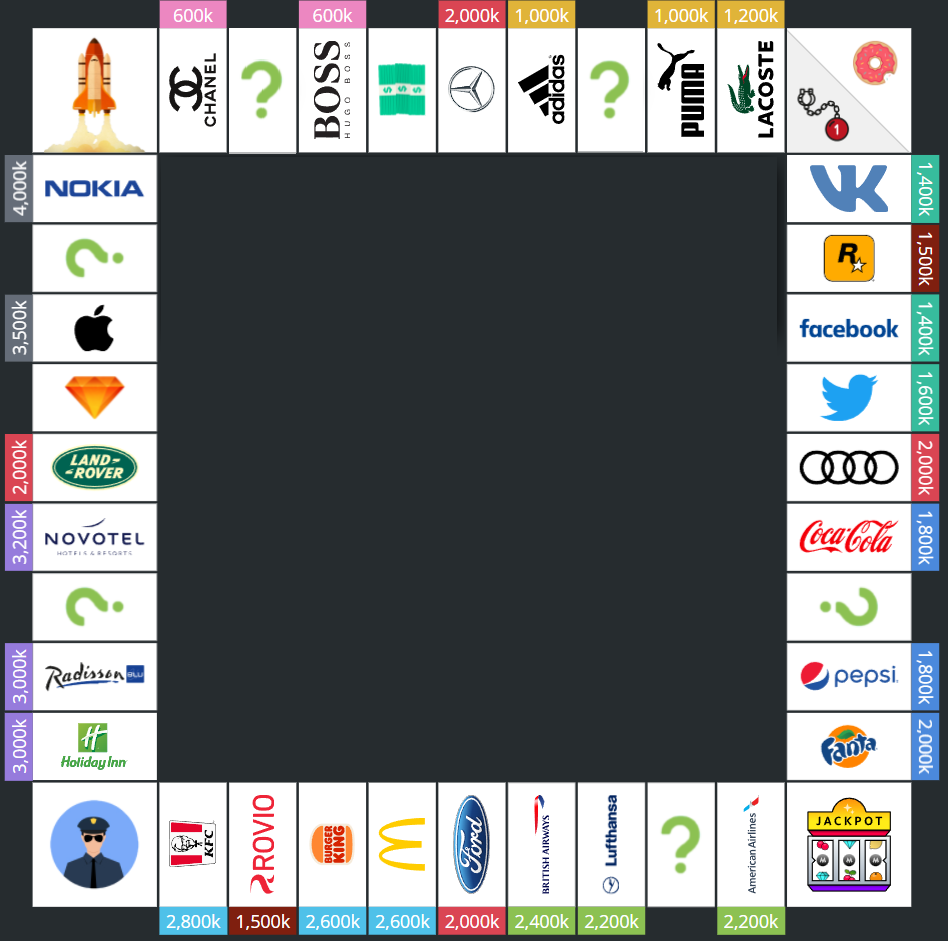 600k
600k
2,000k
1,000k
1,000k
1,200k
CHANEL
?
BOSS
HUGO BOSS
$ $ $
adidas
?
PUMA
LACOSTE
1
4,000k
NOKIA
VK
1,400k
?
R
1,500k
3,500k
facebook
1,400k
1,600k
2,000k
LAND-
-ROVER
2,000k
3,200k
NOVOTEL
HOTELS & RESORTS
Coca-Cola
1,800k
?
?
3,000k
Radisson BLU
pepsi
1,800k
3,000k
H
Holiday Inn
Fanta
2,000k
KFC
ROVIO
BURGER
KING
M
Ford
BRITISH AIRWAYS
Lufthansa
?
American Airlines
JACKPOT
M M M
2,800k
1,500k
2,600k
2,600k
2,000k
2,400k
2,200k
2,200k